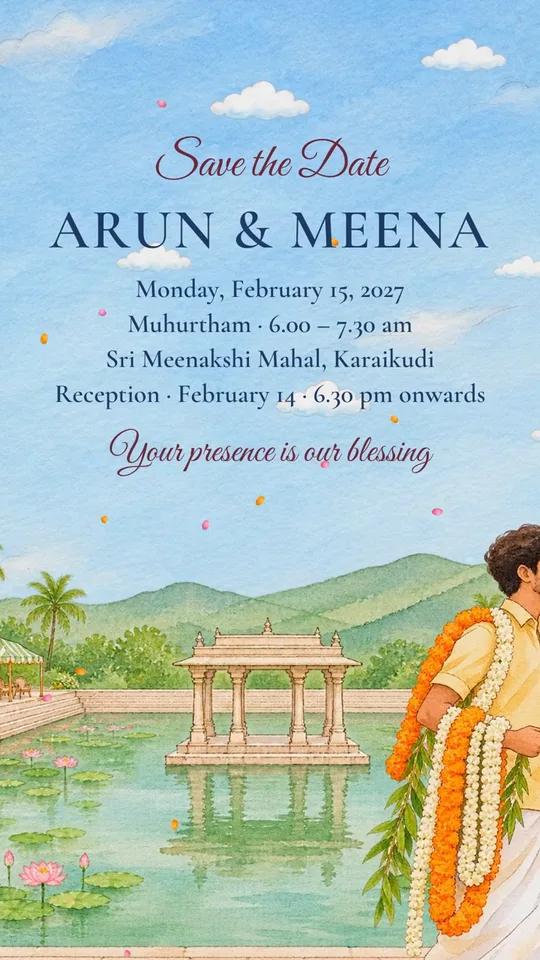 Save the Date
ARUN & MEENA
Monday, February 15, 2027
Muhurtham · 6.00 – 7.30 am
Sri Meenakshi Mahal, Karaikudi
Reception · February 14 · 6.30 pm onwards
Your presence is our blessing